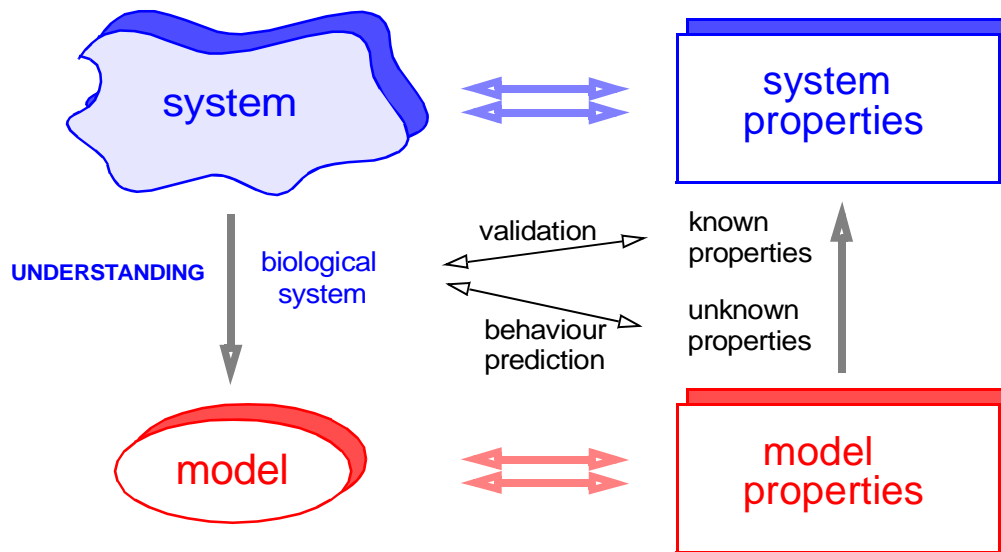 system
system
properties
validation
known
properties
UNDERSTANDING
biological
system
unknown
properties
behaviour
prediction
model
model
properties